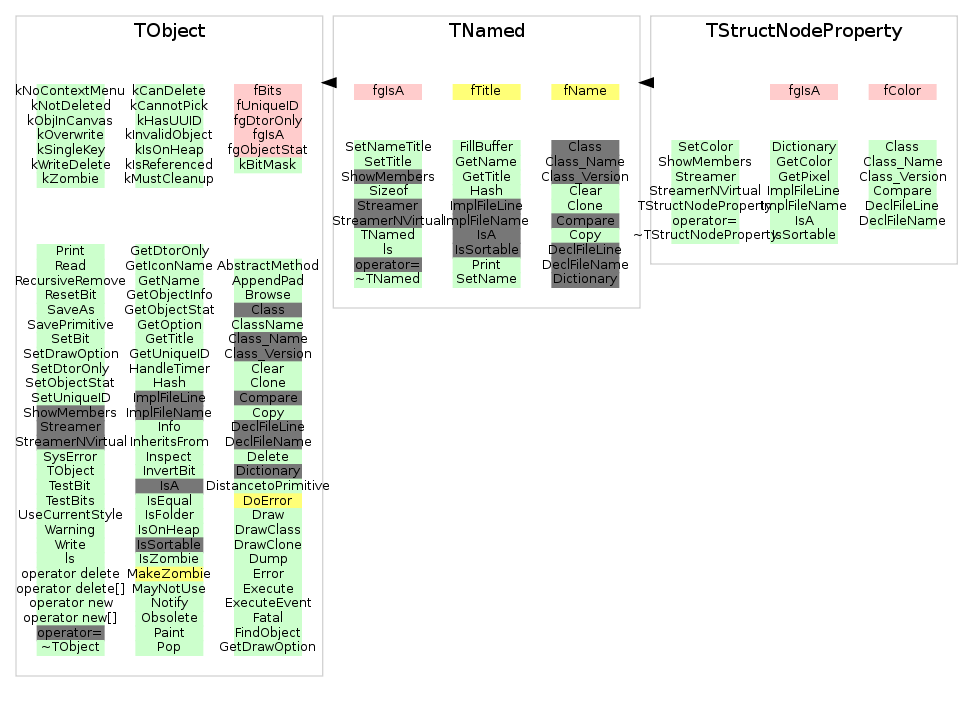 TObject
kNoContextMenu kCanDelete fBits
kNotDeleted kCannotPick fUniqueID
kObjInCanvas kHasUUID fgDtorOnly
kOverwrite kInvalidObject fgIsA
kSingleKey kIsOnHeap fgObjectStat
kWriteDelete kIsReferenced kBitMask
kZombie kMustCleanup
Print GetDtorOnly
Read GetIconName AbstractMethod
RecursiveRemove GetName AppendPad
ResetBit GetObjectInfo Browse
SaveAs GetObjectStat Class
SavePrimitive GetOption ClassName
SetBit GetTitle Class_Name
SetDrawOption GetUniqueID Class_Version
SetDtorOnly HandleTimer Clear
SetObjectStat Hash Clone
SetUniqueID ImplFileLine Compare
ShowMembers ImplFileName Copy
Streamer Info DeclFileLine
StreamerNVirtual InheritsFrom DeclFileName
SysError Inspect Delete
TObject InvertBit Dictionary
TestBit IsA DistancetoPrimitive
TestBits IsEqual DoError
UseCurrentStyle IsFolder Draw
Warning IsOnHeap DrawClass
Write IsSortable DrawClone
ls IsZombie Dump
operator delete MakeZombie Error
operator delete[] MayNotUse Execute
operator new Notify ExecuteEvent
operator new[] Obsolete Fatal
operator= Paint FindObject
~TObject Pop GetDrawOption
TNamed
fgIsA fTitle fName
SetNameTitle FillBuffer Class
SetTitle GetName Class_Name
ShowMembers GetTitle Class_Version
Sizeof Hash Clear
Streamer ImplFileLine Clone
StreamerNVirtual ImplFileName Compare
TNamed IsA Copy
ls IsSortable DeclFileLine
operator= Print DeclFileName
~TNamed SetName Dictionary
TStructNodeProperty
fgIsA fColor
SetColor Dictionary Class
ShowMembers GetColor Class_Name
Streamer GetPixel Class_Version
StreamerNVirtual ImplFileLine Compare
TStructNodeProperty ImplFileName DeclFileLine
operator= IsA DeclFileName
~TStructNodeProperty IsSortable